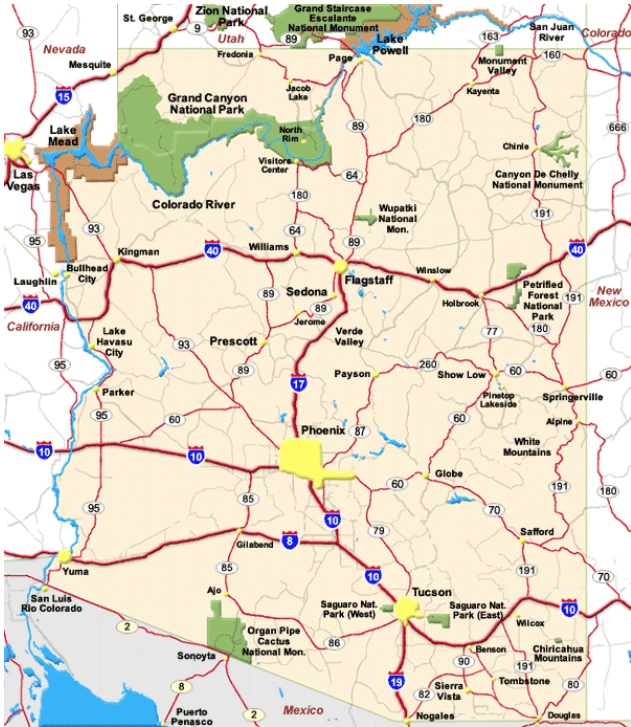 Zion National
Park
Grand Staircase
Escalante
National Monument
St. George
9
Utah
89
Lake
Powell
163
San Juan
River
Colorado
93
Nevada
Mesquite
Fredonia
Page
Monument
Valley
160
15
Jacob
Lake
Kayenta
Grand Canyon
National Park
Lake
Mead
North
Rim
89
180
666
Las
Vegas
Visitors
Center
64
Chinle
Canyon De Chelly
National Monument
Colorado River
180
Wupatki
National
Mon.
191
95
93
64
89
Kingman
40
Williams
40
Laughlin
Bullhead
City
Flagstaff
Winslow
40
California
Sedona
89
89
Holbrook
Petrified
Forest
National
Park
191
New
Mexico
Jerome
Verde
Valley
77
180
Lake
Havasu
City
93
Prescott
95
89
17
Payson
260
Show Low
60
60
Parker
Pinetop
Lakeside
Springerville
95
60
Phoenix
87
60
Alpine
White
Mountains
10
10
Globe
60
191
180
85
95
10
79
70
Gilabend
8
Safford
Yuma
85
10
191
70
Tucson
San Luis
Rio Colorado
Ajo
Saguaro Nat.
Park (West)
Saguaro Nat.
Park (East)
10
2
Organ Pipe
Cactus
National Mon.
86
Wilcox
Sonoyta
Benson
Chiricahua
Mountains
90
191
8
19
82
Sierra
Vista
Tombstone
80
Puerto
Penasco
2
Mexico
Nogales
Douglas